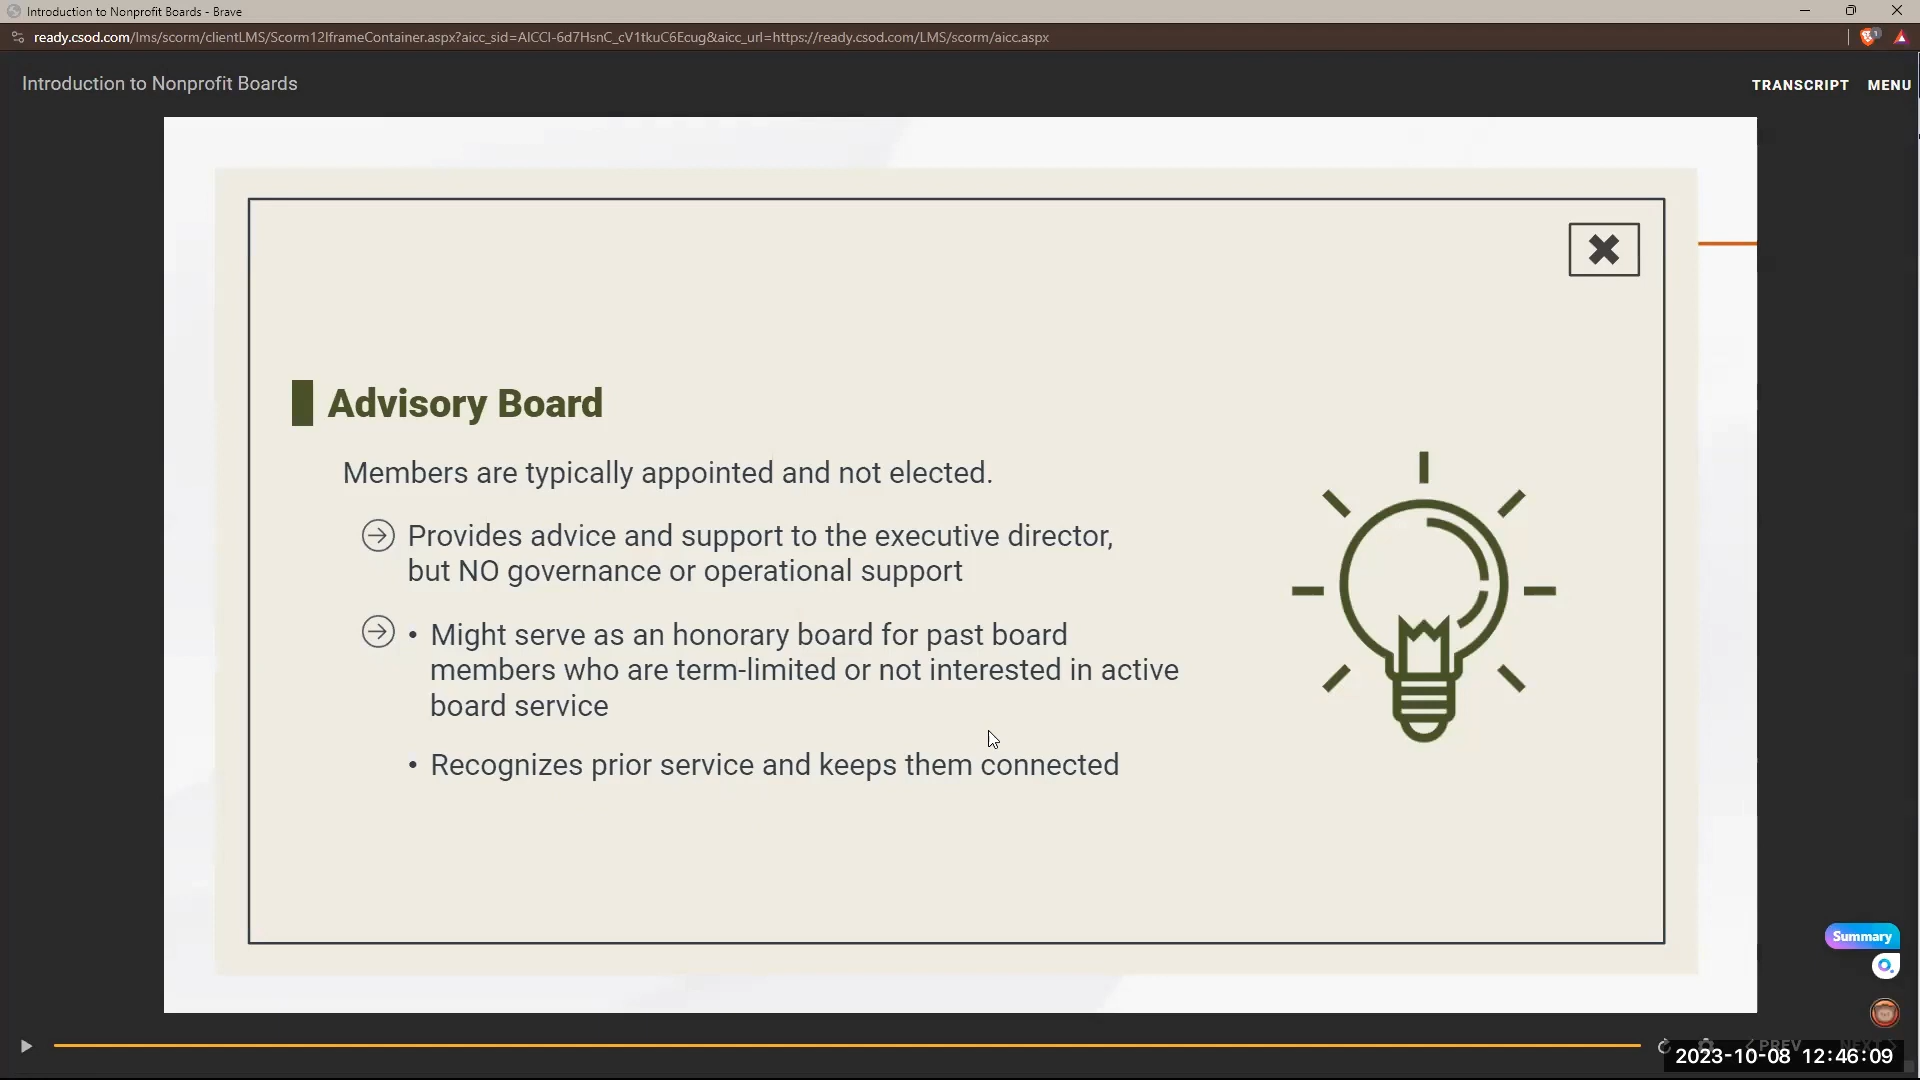 Introduction to Nonprofit Boards - Brave
ready.csod.com/lms/scorm/clientLMS/Scorm12IframeContainer.aspx?aicc_sid=AICCI-6d7HsnC_cV1tkuC6Ecug&aicc_url=https://ready.csod.com/LMS/scorm/aicc.aspx
1
Introduction to Nonprofit Boards
TRANSCRIPT MENU
Advisory Board
Members are typically appointed and not elected.
Provides advice and support to the executive director,
but NO governance or operational support
• Might serve as an honorary board for past board
members who are term-limited or not interested in active
board service
• Recognizes prior service and keeps them connected
Summary
PREV NEXT
2023-10-08 12:46:09